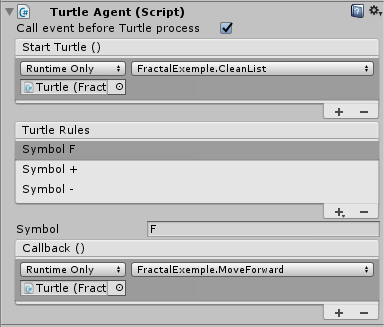 Turtle Agent (Script)
Call event before Turtle process
Start Turtle ()
Runtime Only FractalExemple.CleanList
Turtle (Fract
Turtle Rules
Symbol F
Symbol +
Symbol -
Symbol F
Callback ()
Runtime Only FractalExemple.MoveForward
Turtle (Fract